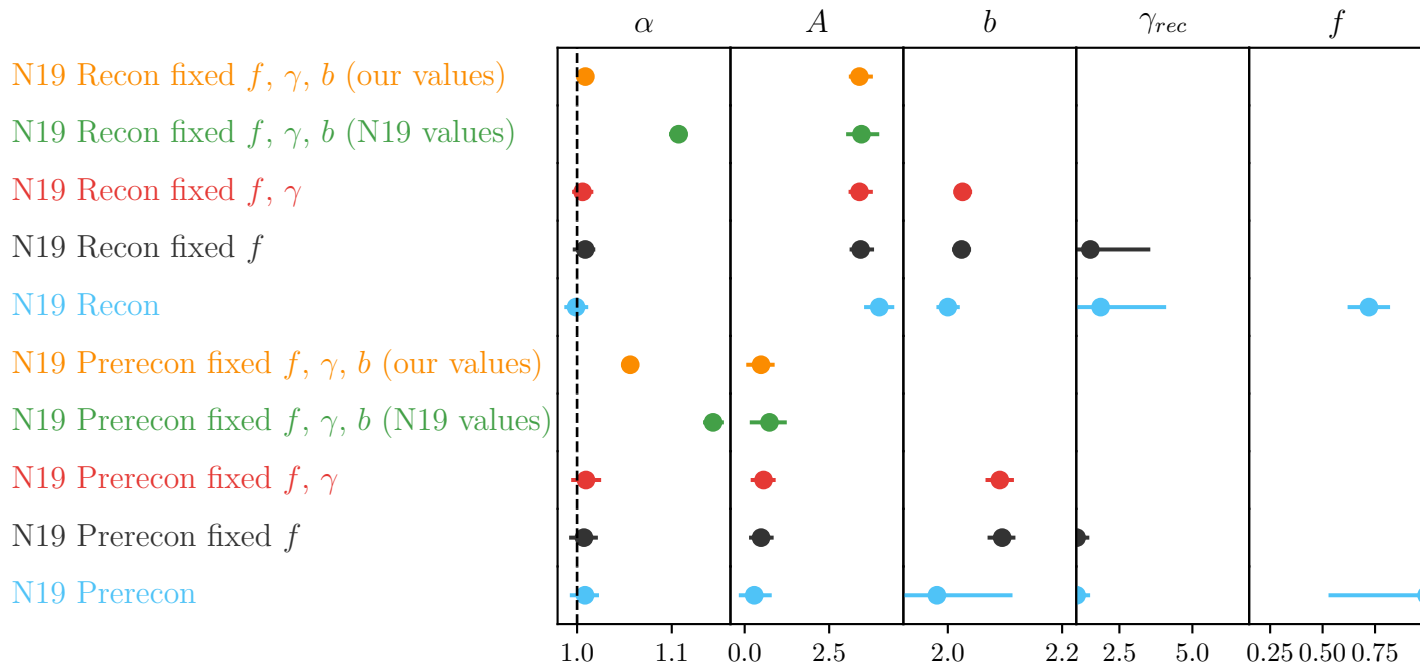 α A b γrec f
N19 Recon fixed f, γ, b (our values)
N19 Recon fixed f, γ, b (N19 values)
N19 Recon fixed f, γ
N19 Recon fixed f
N19 Recon
N19 Prerecon fixed f, γ, b (our values)
N19 Prerecon fixed f, γ, b (N19 values)
N19 Prerecon fixed f, γ
N19 Prerecon fixed f
N19 Prerecon
1.0 1.1 0.0 2.5 2.0 2.2 2.5 5.0 0.25 0.50 0.75